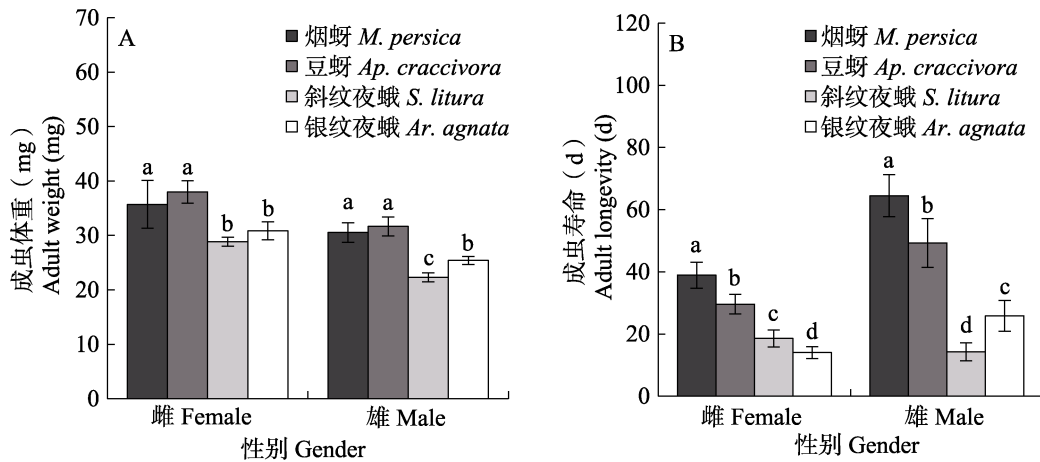 A
烟蚜 M. persica
豆蚜 Ap. craccivora
斜纹夜蛾 S. litura
银纹夜蛾 Ar. agnata
成虫体重（mg）
Adult weight (mg)
70
60
50
40
30
20
10
0
a
a
b
b
a
a
c
b
雌 Female
雄 Male
性别 Gender
B
烟蚜 M. persica
豆蚜 Ap. craccivora
斜纹夜蛾 S. litura
银纹夜蛾 Ar. agnata
成虫寿命（d）
Adult longevity (d)
120
100
80
60
40
20
0
a
b
c
d
a
b
d
c
雌 Female
雄 Male
性别 Gender